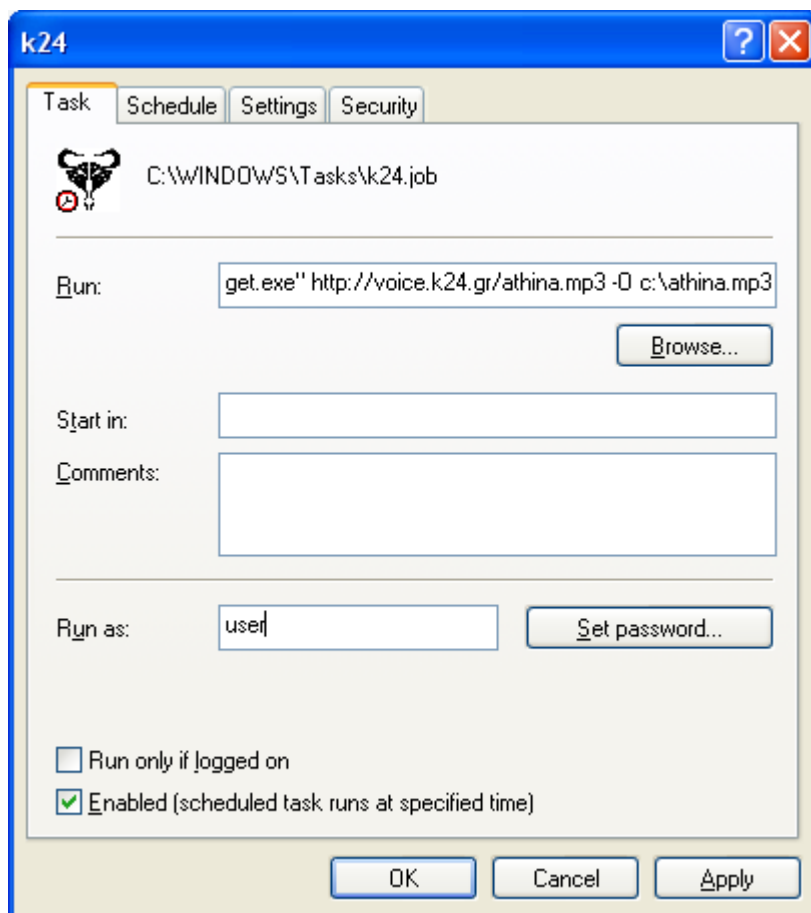 k24
Task Schedule Settings Security
C:\WINDOWS\Tasks\k24.job
Run: get.exe" http://voice.k24.gr/athina.mp3 -O c:\athina.mp3
Browse...
Start in:
Comments:
Run as: user Set password...
Run only if logged on
Enabled (scheduled task runs at specified time)
OK Cancel Apply